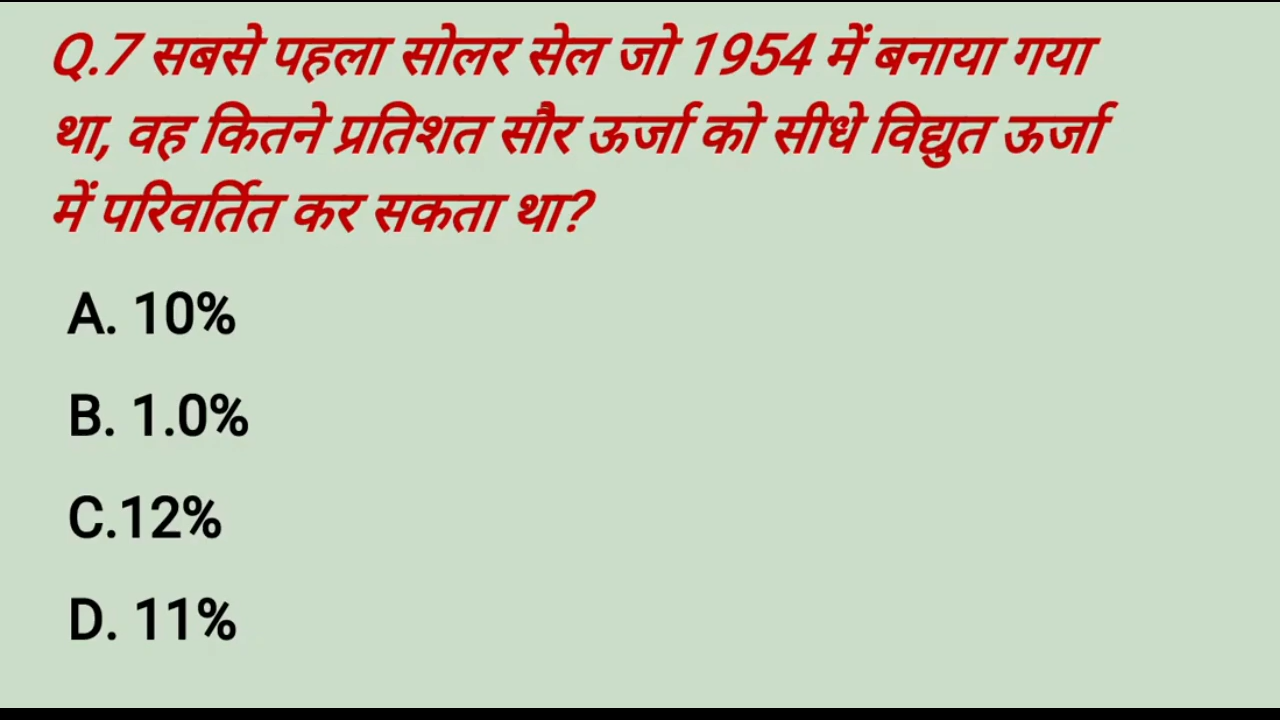 Q.7 सबसे पहला सोलर सेल जो 1954 में बनाया गया
था, वह कितने प्रतिशत सौर ऊर्जा को सीधे विद्युत ऊर्जा
में परिवर्तित कर सकता था?
A. 10%
B. 1.0%
C.12%
D. 11%